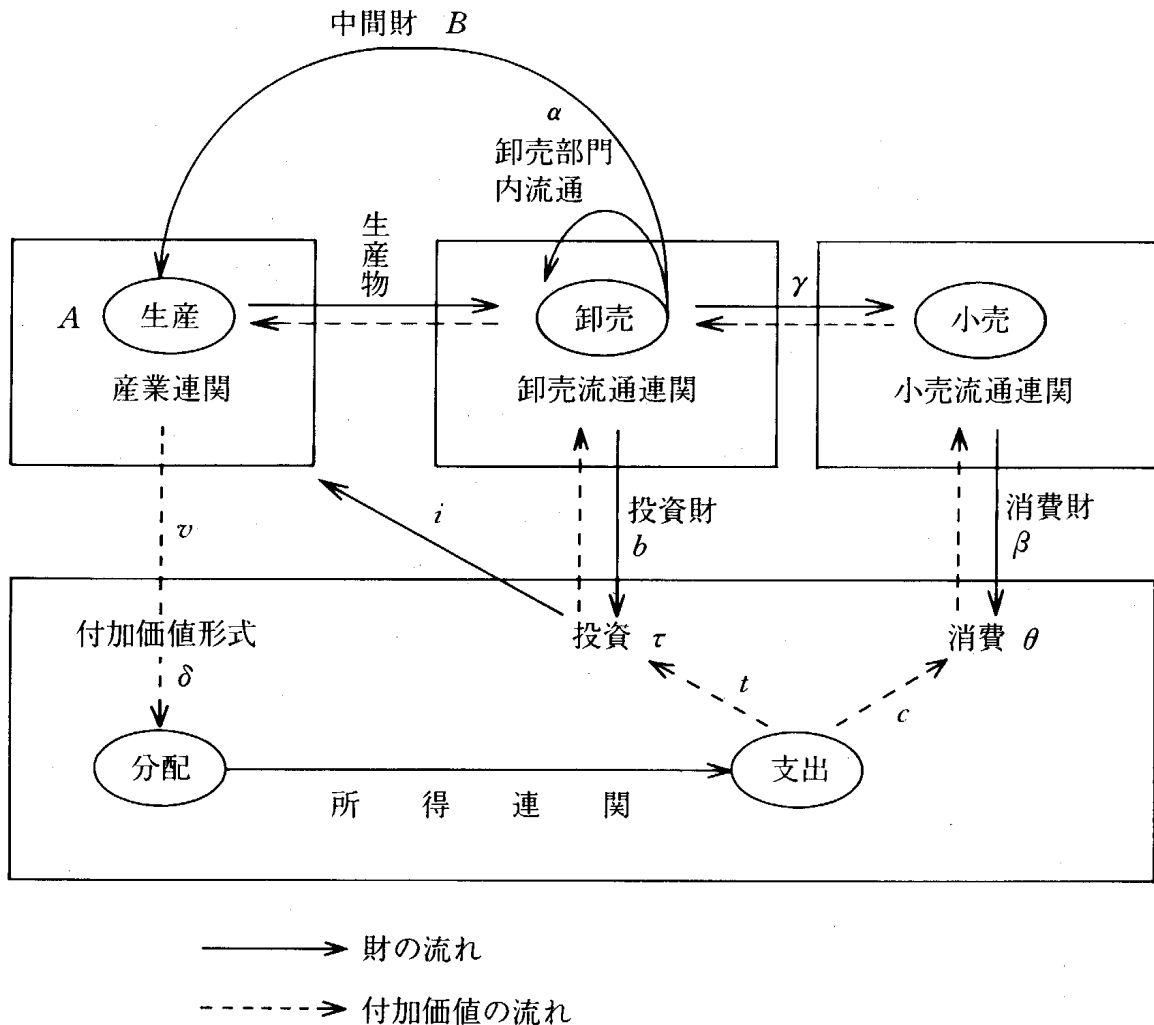 中間財 B
α
卸売部門
内流通
生産物
A 生産
卸売
γ
小売
産業連関
卸売流通連関
小売流通連関
v
i
投資財
b
消費財
β
付加価値形式
δ
投資 τ
消費 θ
t
c
分配
支出
所得連関
財の流れ
付加価値の流れ